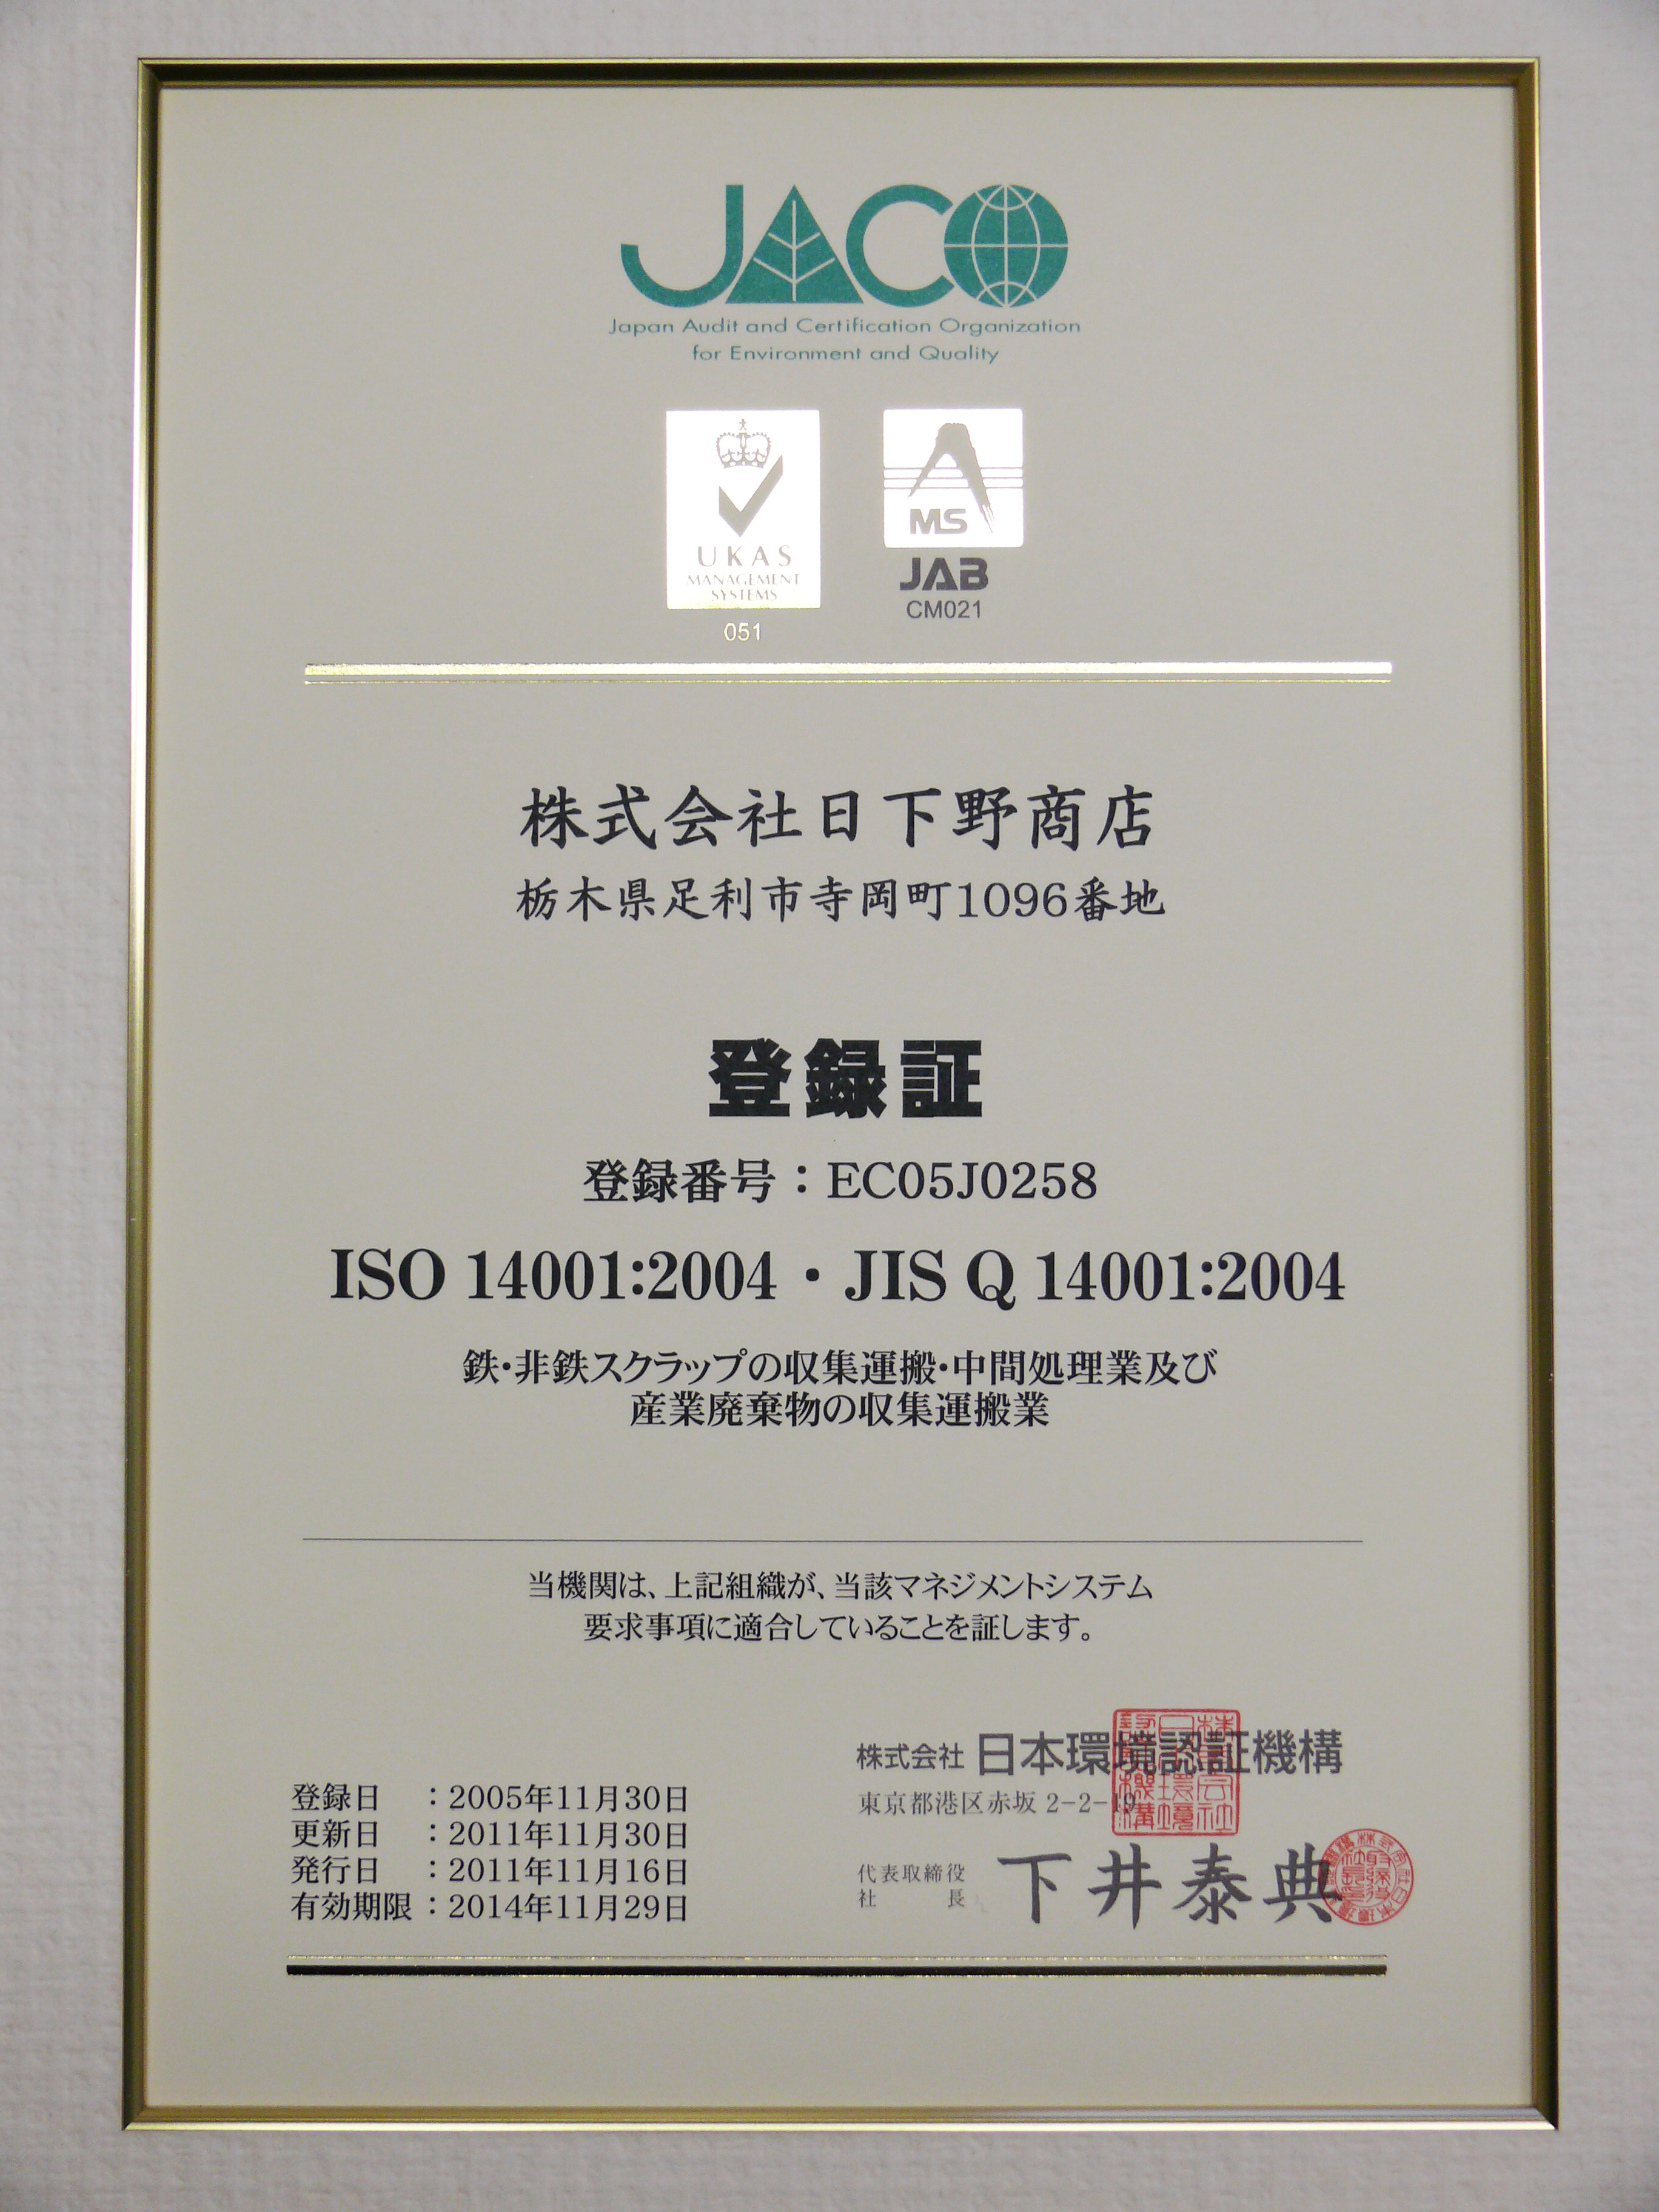 JACO
Japan Audit and Certification Organization
for Environment and Quality
UKAS
MANAGEMENT
SYSTEMS
051
MS
JAB
CM021
株式会社日下野商店
栃木県足利市寺岡町1096番地
登録証
登録番号：EC05J0258
ISO 14001:2004・JIS Q 14001:2004
鉄・非鉄スクラップの収集運搬・中間処理業及び
産業廃棄物の収集運搬業
当機関は、上記組織が、当該マネジメントシステム
要求事項に適合していることを証します。
登録日　：2005年11月30日
更新日　：2011年11月30日
発行日　：2011年11月16日
有効期限：2014年11月29日
株式会社 日本環境認証機構
東京都港区赤坂 2-2-19
代表取締役
社　　長
下井泰典